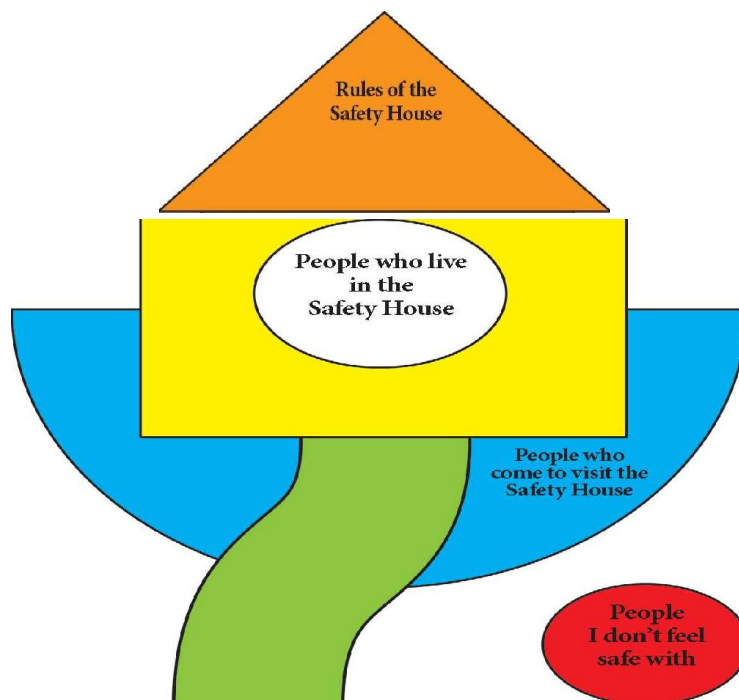 Rules of the
Safety House
People who live
in the
Safety House
People who
come to visit the
Safety House
People
I don't feel
safe with